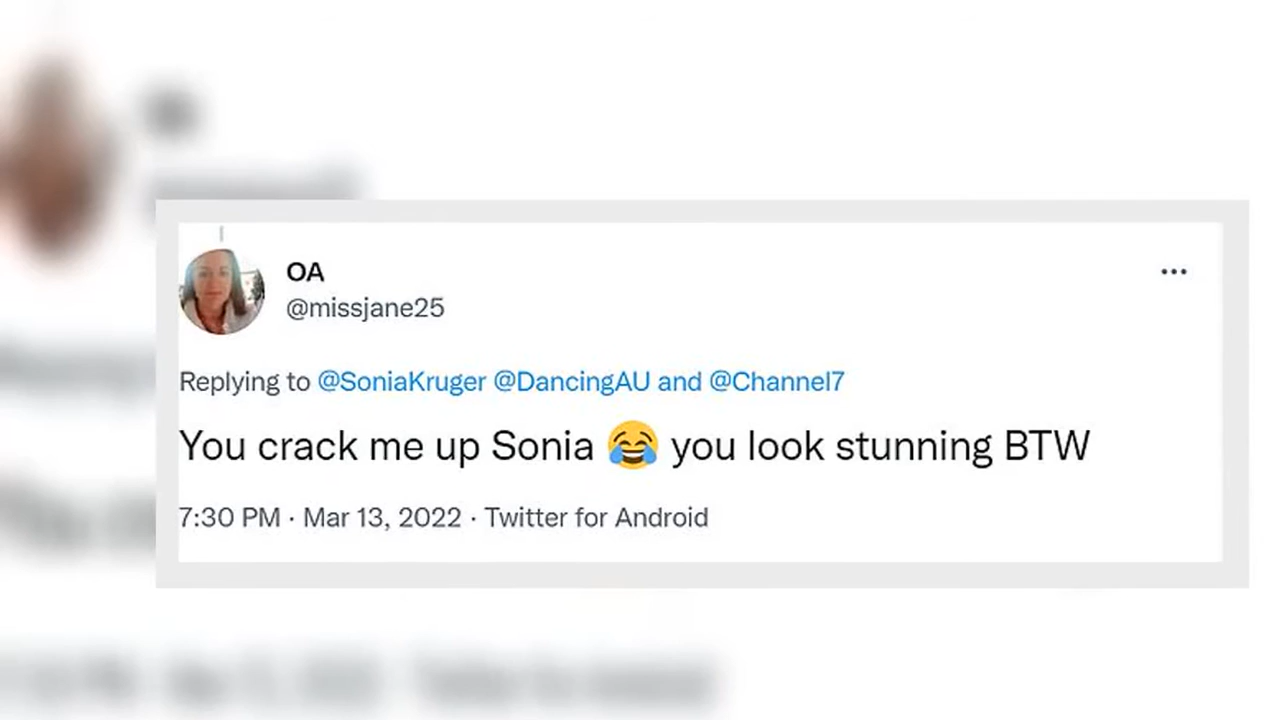 OA
@missjane25
Replying to @SoniaKruger @DancingAU and @Channel7
You crack me up Sonia 😂 you look stunning BTW
7:30 PM · Mar 13, 2022 · Twitter for Android